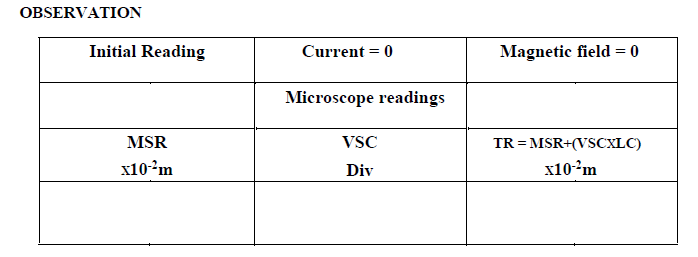 OBSERVATION
Initial Reading Current = 0 Magnetic field = 0
Microscope readings
MSR VSC TR = MSR+(VSCXLC)
x10⁻²m Div x10⁻²m